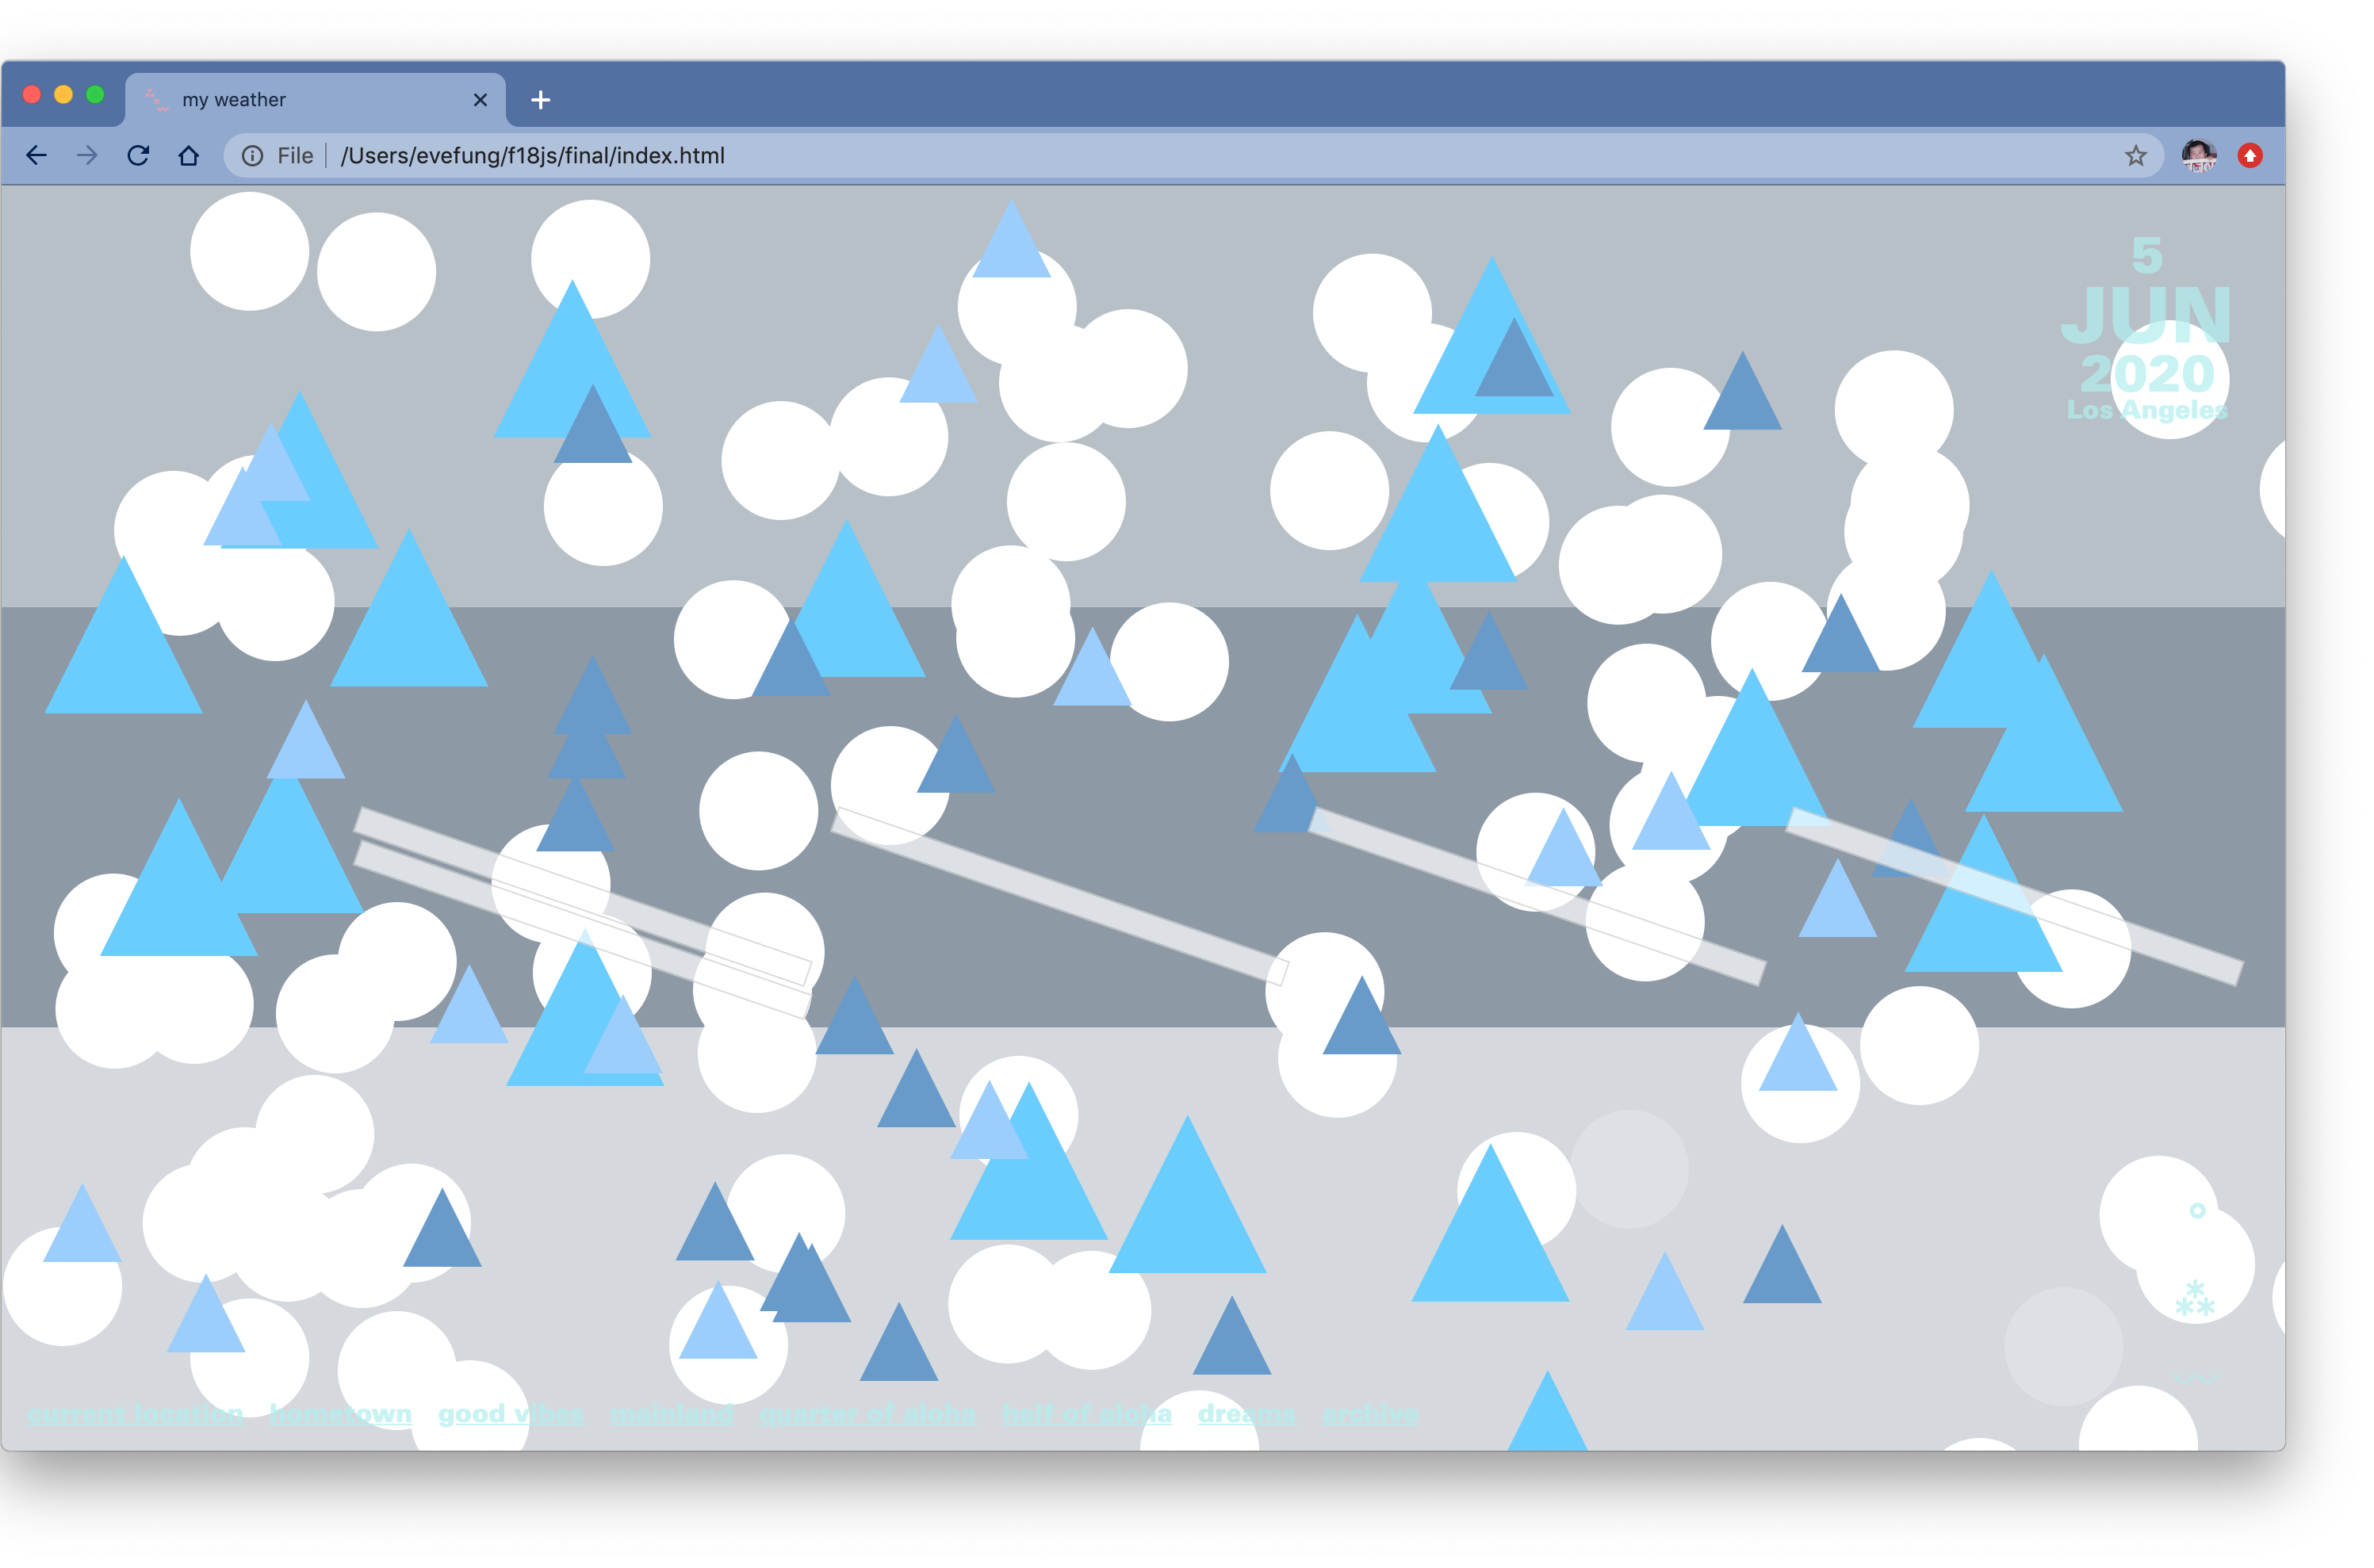 my weather
File /Users/evefung/f18js/final/index.html
5
JUN
2020
Los Angeles
current location hometown good vibes mainland quarter of aloha half of aloha dreams archive